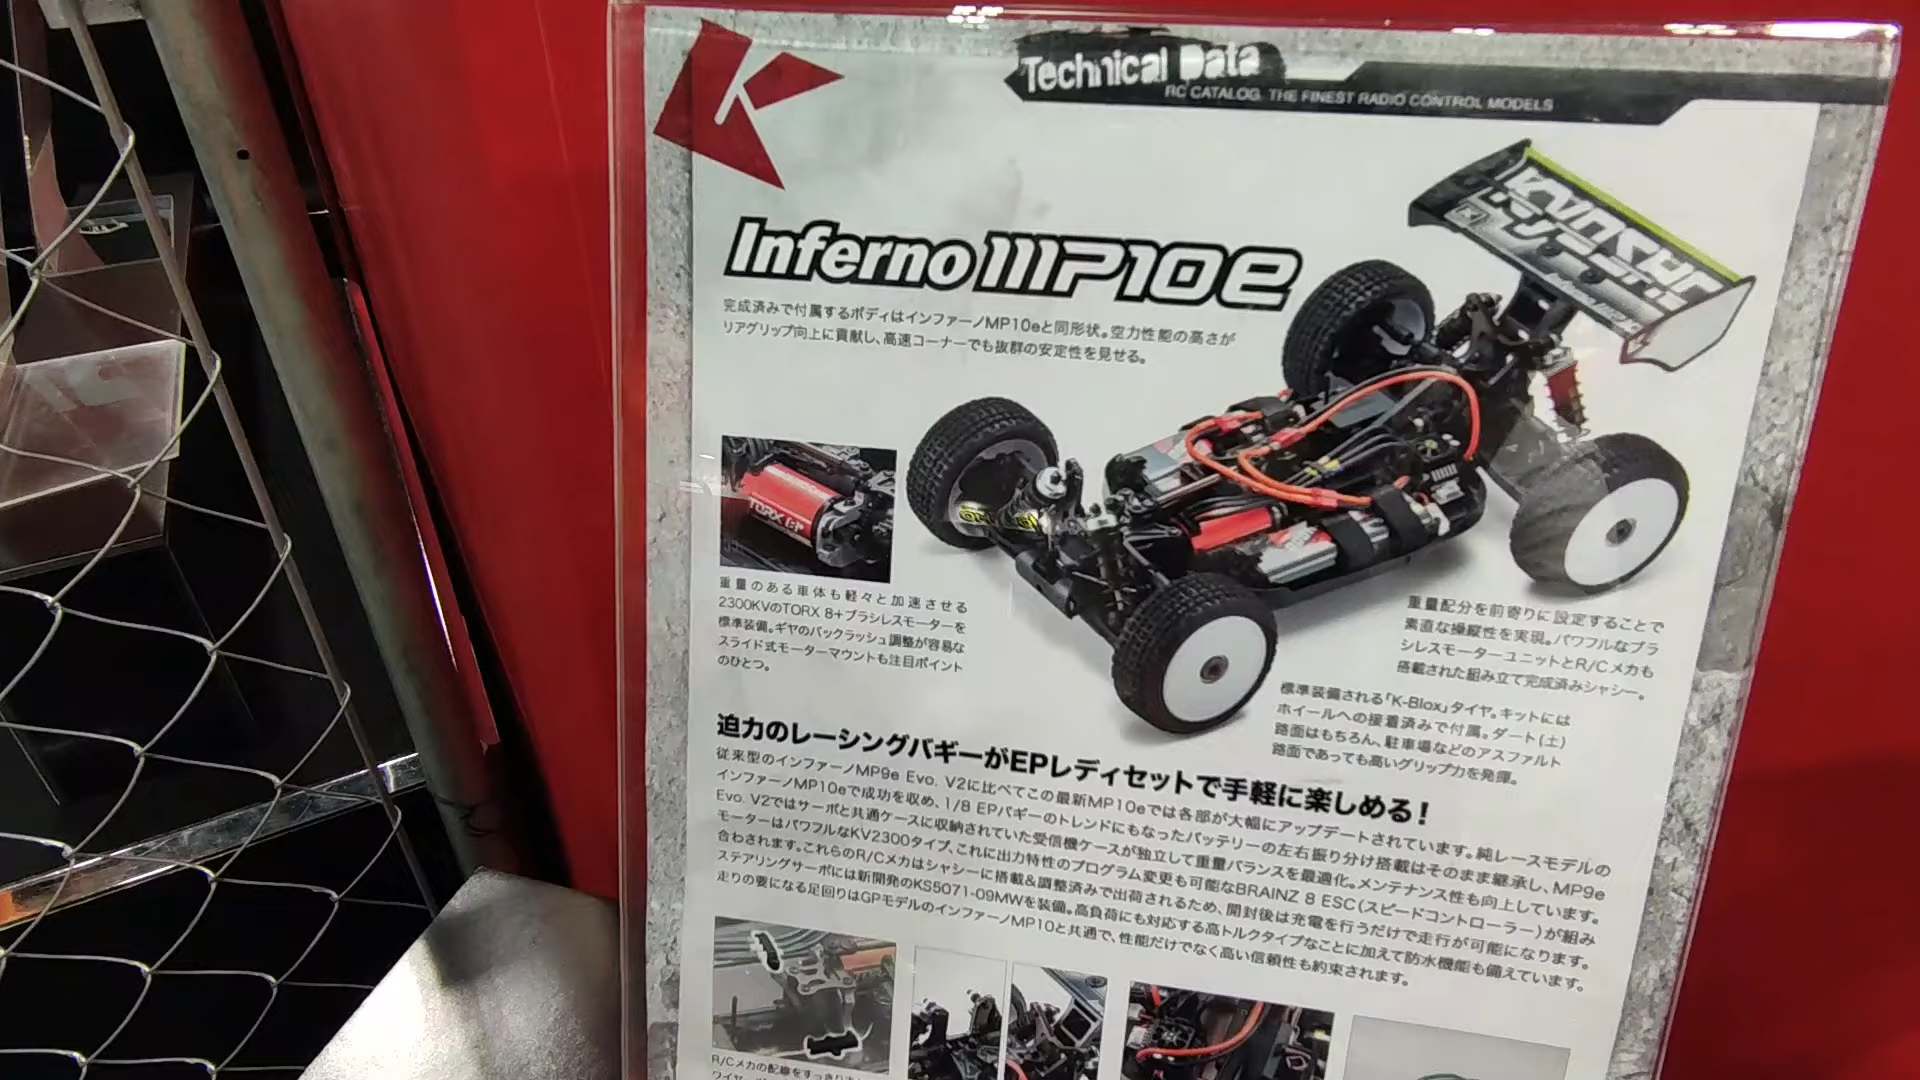 Technical Data
RC CATALOG. THE FINEST RADIO CONTROL MODELS
KYOSHO
Inferno MP10e
完成済みで付属するボディはインファーノMP10eと同形状。空力性能の高さが
リアグリップ向上に貢献し、高速コーナーでも抜群の安定性を見せる。
TORX 8+
重量のある車体も軽々と加速させる
2300KVのTORX 8+ブラシレスモーターを
標準装備。ギヤのバックラッシュ調整が容易な
スライド式モーターマウントも注目ポイント
のひとつ。
重量配分を前寄りに設定することで
素直な操縦性を実現。パワフルなブラ
シレスモーターユニットとR/Cメカも
搭載された組み立て完成済みシャシー。
標準装備される「K-Blox」タイヤ。キットには
ホイールへの接着済みで付属。ダート(土)
路面はもちろん、駐車場などのアスファルト
路面であっても高いグリップ力を発揮。
迫力のレーシングバギーがEPレディセットで手軽に楽しめる!
従来型のインファーノMP9e Evo. V2に比べてこの最新MP10eでは各部が大幅にアップデートされています。純レースモデルの
インファーノMP10eで成功を収め、1/8 EPバギーのトレンドにもなったバッテリーの左右振り分け搭載はそのまま継承し、MP9e
Evo. V2ではサーボと共通ケースに収納されていた受信機ケースが独立して重量バランスを最適化。メンテナンス性も向上しています。
モーターはパワフルなKV2300タイプ、これに出力特性のプログラム変更も可能なBRAINZ 8 ESC(スピードコントローラー)が組み
合わされます。これらのR/Cメカはシャシーに搭載&調整済みで出荷されるため、開封後は充電を行うだけで走行が可能になります。
ステアリングサーボには新開発のKS5071-09MWを装備。高負荷にも対応する高トルクタイプなことに加えて防水機能も備えています。
走りの要になる足回りはGPモデルのインファーノMP10と共通で、性能だけでなく高い信頼性も約束されます。
R/Cメカの配線をすっきり